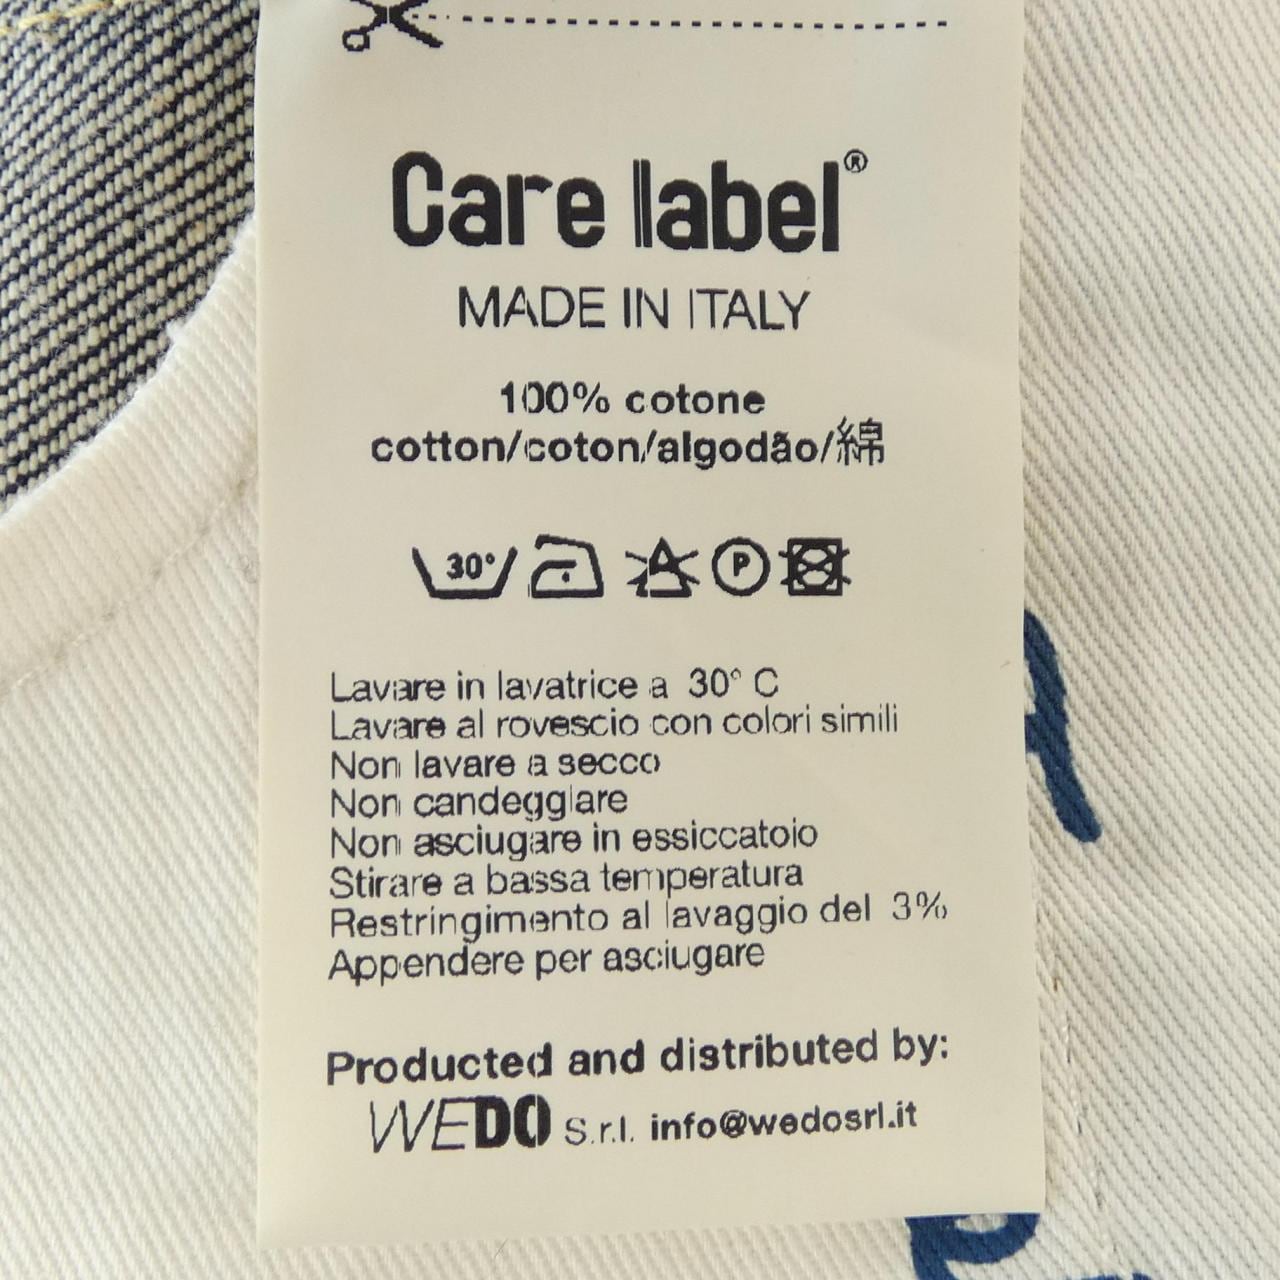 Care label®
MADE IN ITALY
100% cotone
cotton/coton/algodão/綿
30° P
Lavare in lavatrice a 30° C
Lavare al rovescio con colori simili
Non lavare a secco
Non candeggiare
Non asciugare in essiccatoio
Stirare a bassa temperatura
Restringimento al lavaggio del 3%
Appendere per asciugare
Producted and distributed by:
WEDO S.r.l. info@wedosrl.it